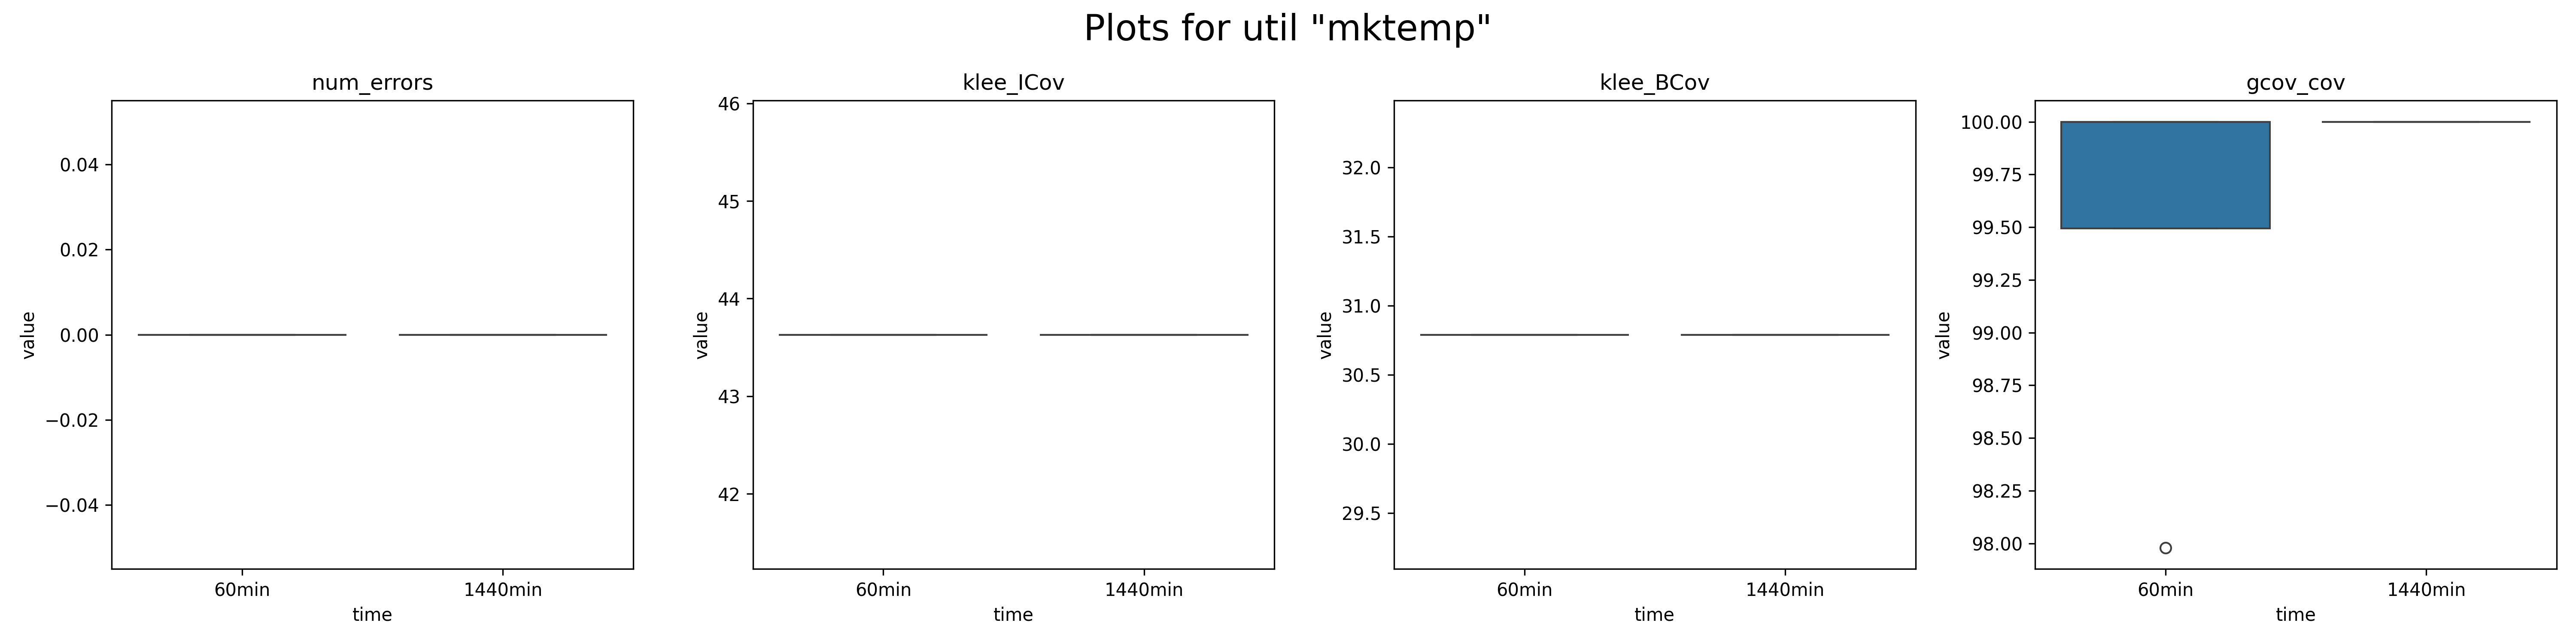 Plots for util "mktemp"
num_errors
0.04
0.02
0.00
−0.02
−0.04
value
60min
1440min
time
klee_ICov
46
45
44
43
42
value
60min
1440min
time
klee_BCov
32.0
31.5
31.0
30.5
30.0
29.5
value
60min
1440min
time
gcov_cov
100.00
99.75
99.50
99.25
99.00
98.75
98.50
98.25
98.00
value
60min
1440min
time